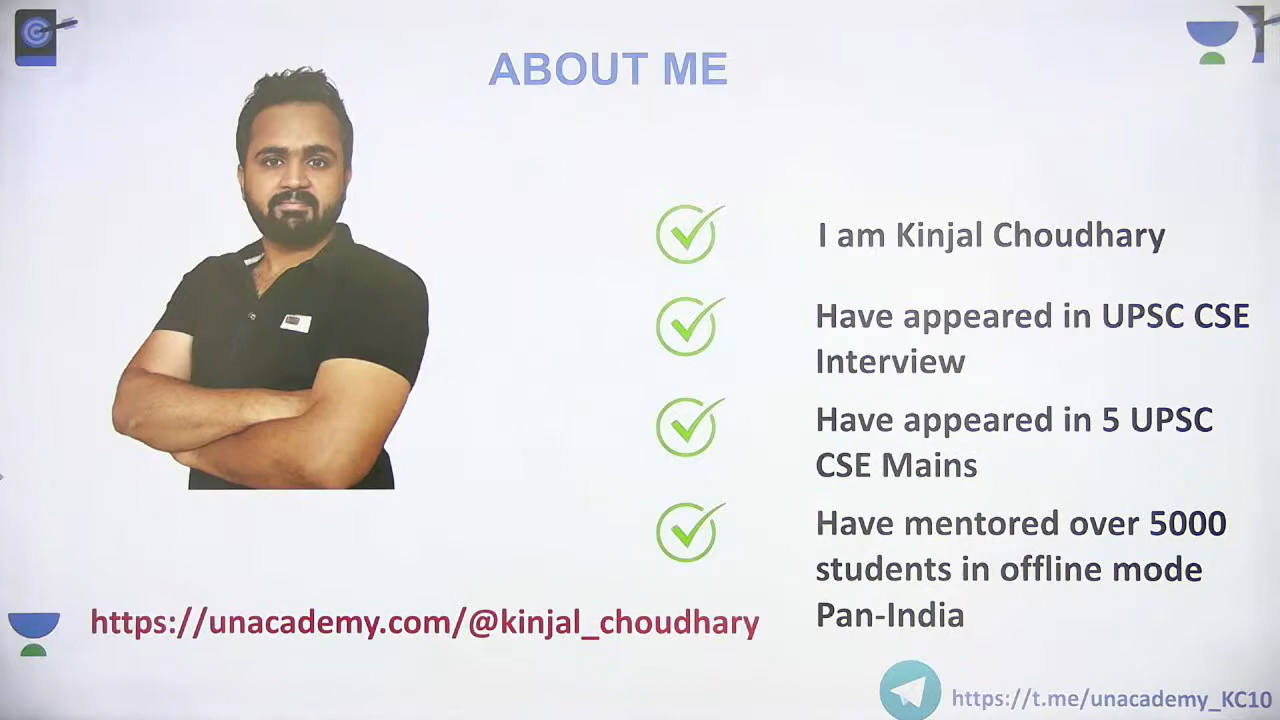 ABOUT ME
I am Kinjal Choudhary
Have appeared in UPSC CSE
Interview
Have appeared in 5 UPSC
CSE Mains
Have mentored over 5000
students in offline mode
Pan-India
https://unacademy.com/@kinjal_choudhary
https://t.me/unacademy_KC10